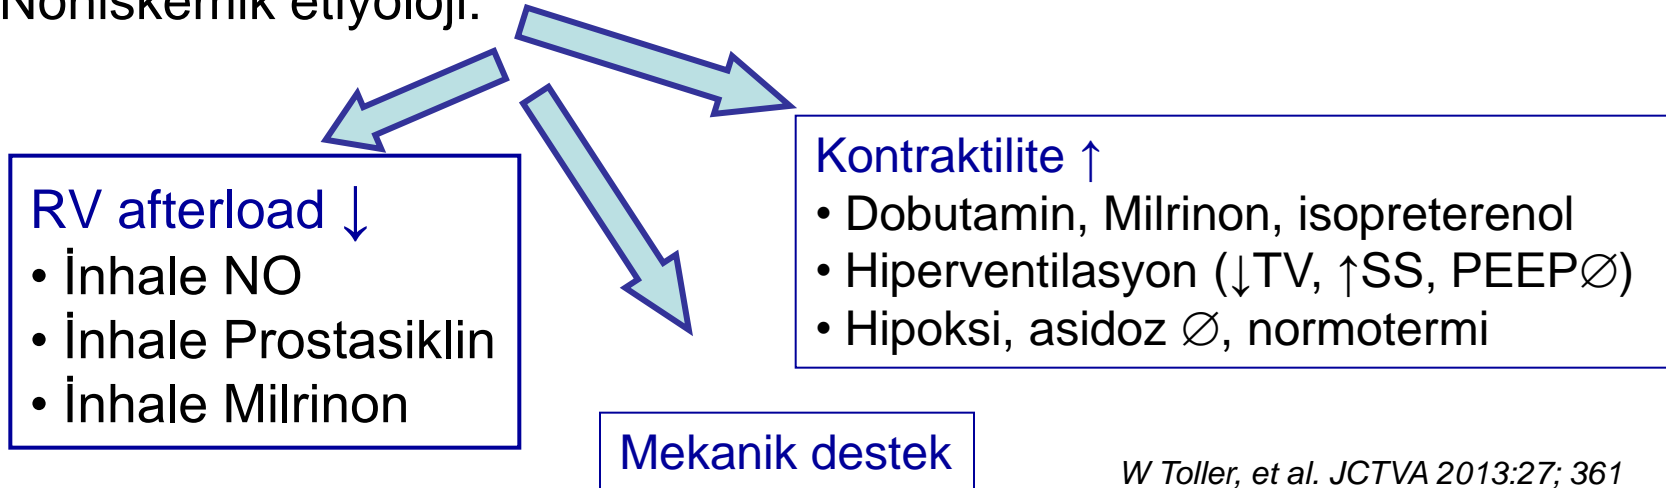 Noniskemik etiyoloji:
RV afterload ↓
• İnhale NO
• İnhale Prostasiklin
• İnhale Milrinon
Kontraktilite ↑
• Dobutamin, Milrinon, isopreterenol
• Hiperventilasyon (↓TV, ↑SS, PEEP∅)
• Hipoksi, asidoz ∅, normotermi
Mekanik destek
W Toller, et al. JCTVA 2013:27; 361